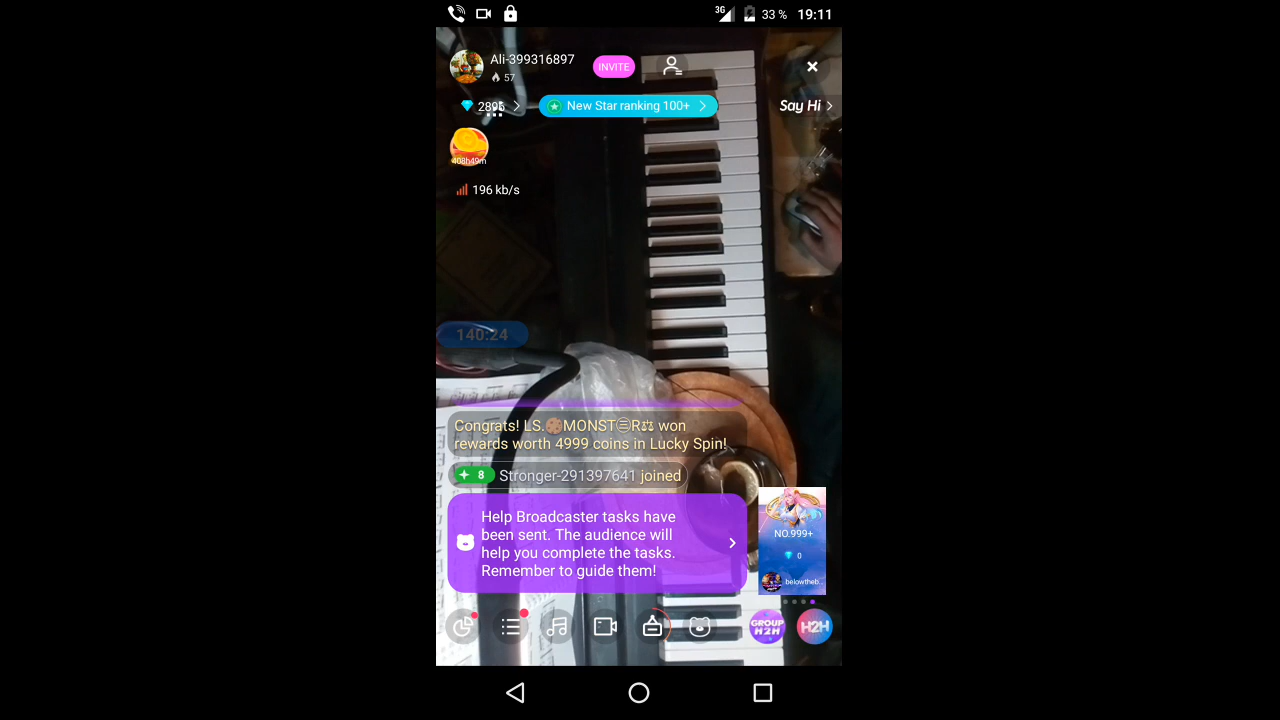 3G 33 % 19:11
Ali-399316897
57
INVITE
New Star ranking 100+
Say Hi
408h49m
196 kb/s
140:24
Congrats! LS.🍪MONST㊂R⚖ won
rewards worth 4999 coins in Lucky Spin!
8 Stronger-291397641 joined
Help Broadcaster tasks have
been sent. The audience will
help you complete the tasks.
Remember to guide them!
NO.999+
0
belowtheb..
GROUP
H2H
H2H